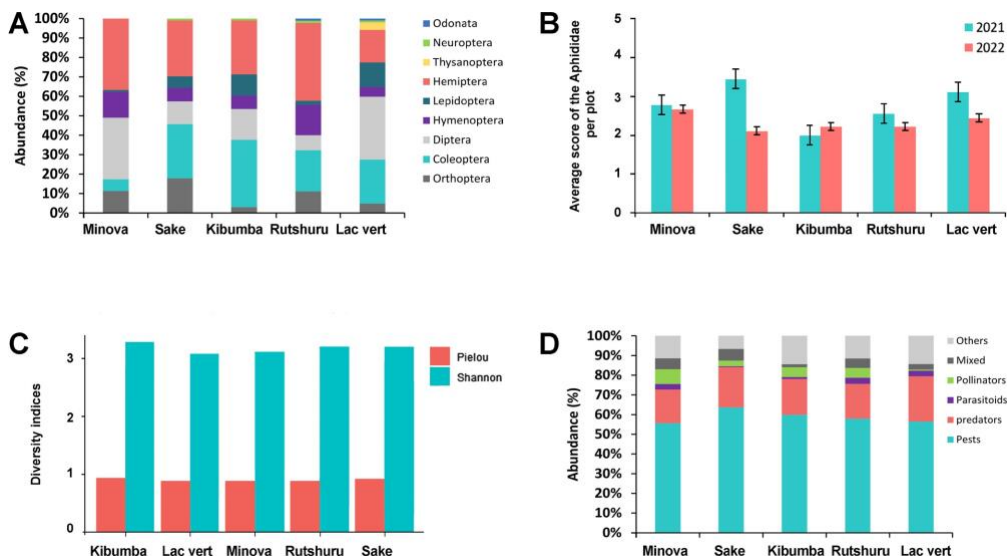 A
Abundance (%)
100%
90%
80%
70%
60%
50%
40%
30%
20%
10%
0%
Minova Sake Kibumba Rutshuru Lac vert
Odonata
Neuroptera
Thysanoptera
Hemiptera
Lepidoptera
Hymenoptera
Diptera
Coleoptera
Orthoptera
B
Average score of the Aphididae
per plot
5
4
3
2
1
0
2021
2022
Minova Sake Kibumba Rutshuru Lac vert
C
Diversity indices
3
2
1
0
Kibumba Lac vert Minova Rutshuru Sake
Pielou
Shannon
D
Abundance (%)
100%
90%
80%
70%
60%
50%
40%
30%
20%
10%
0%
Minova Sake Kibumba Rutshuru Lac vert
Others
Mixed
Pollinators
Parasitoids
predators
Pests